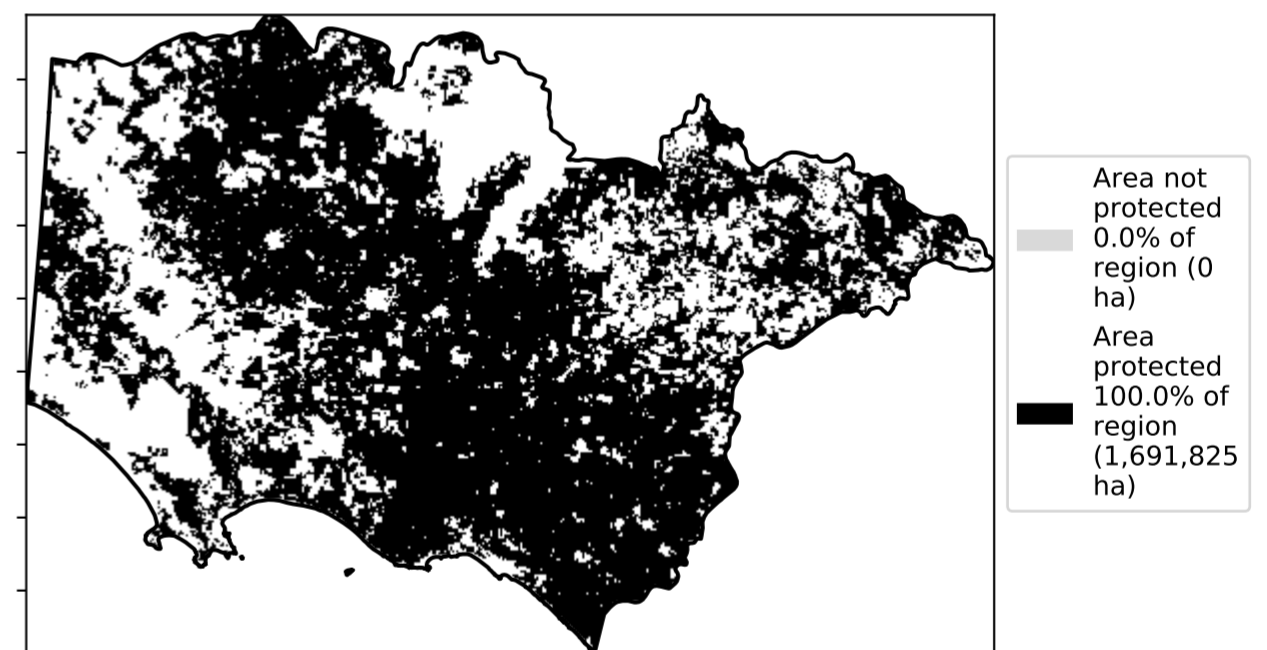 Area not
protected
0.0% of
region (0
ha)
Area
protected
100.0% of
region
(1,691,825
ha)